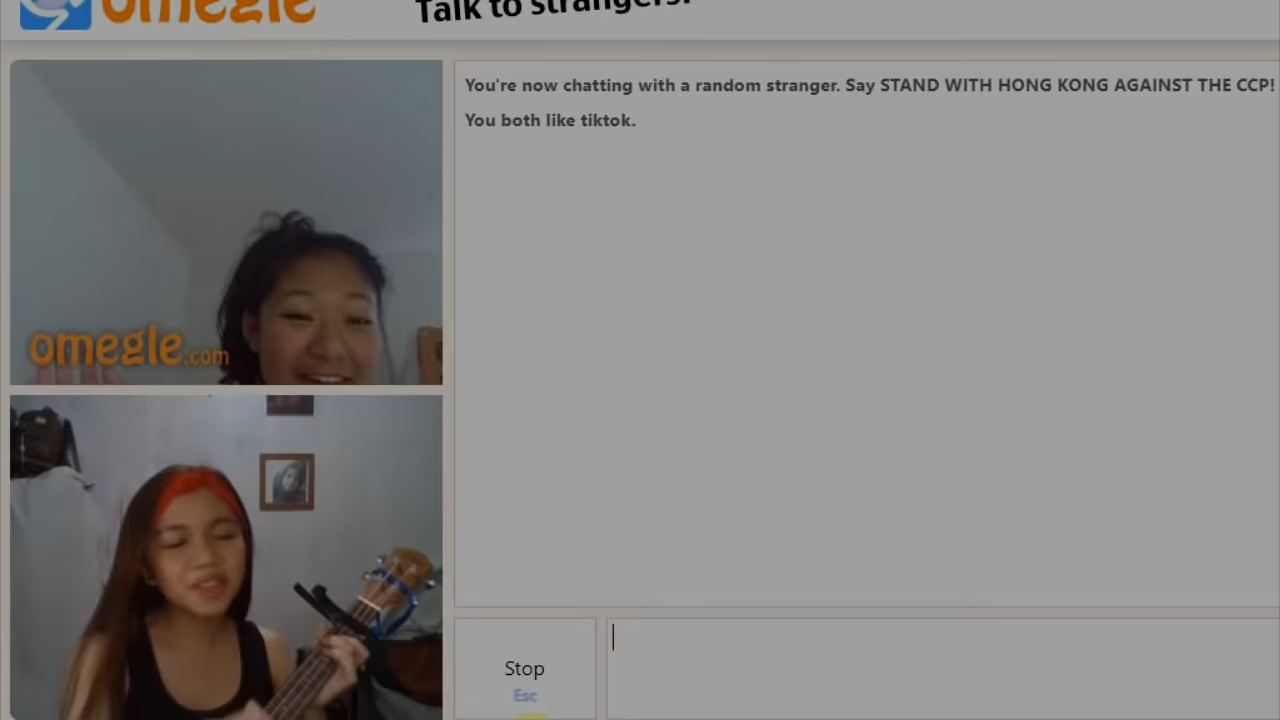 omegle
Talk to strangers!
You're now chatting with a random stranger. Say STAND WITH HONG KONG AGAINST THE CCP!
You both like tiktok.
omegle.com
Stop
Esc